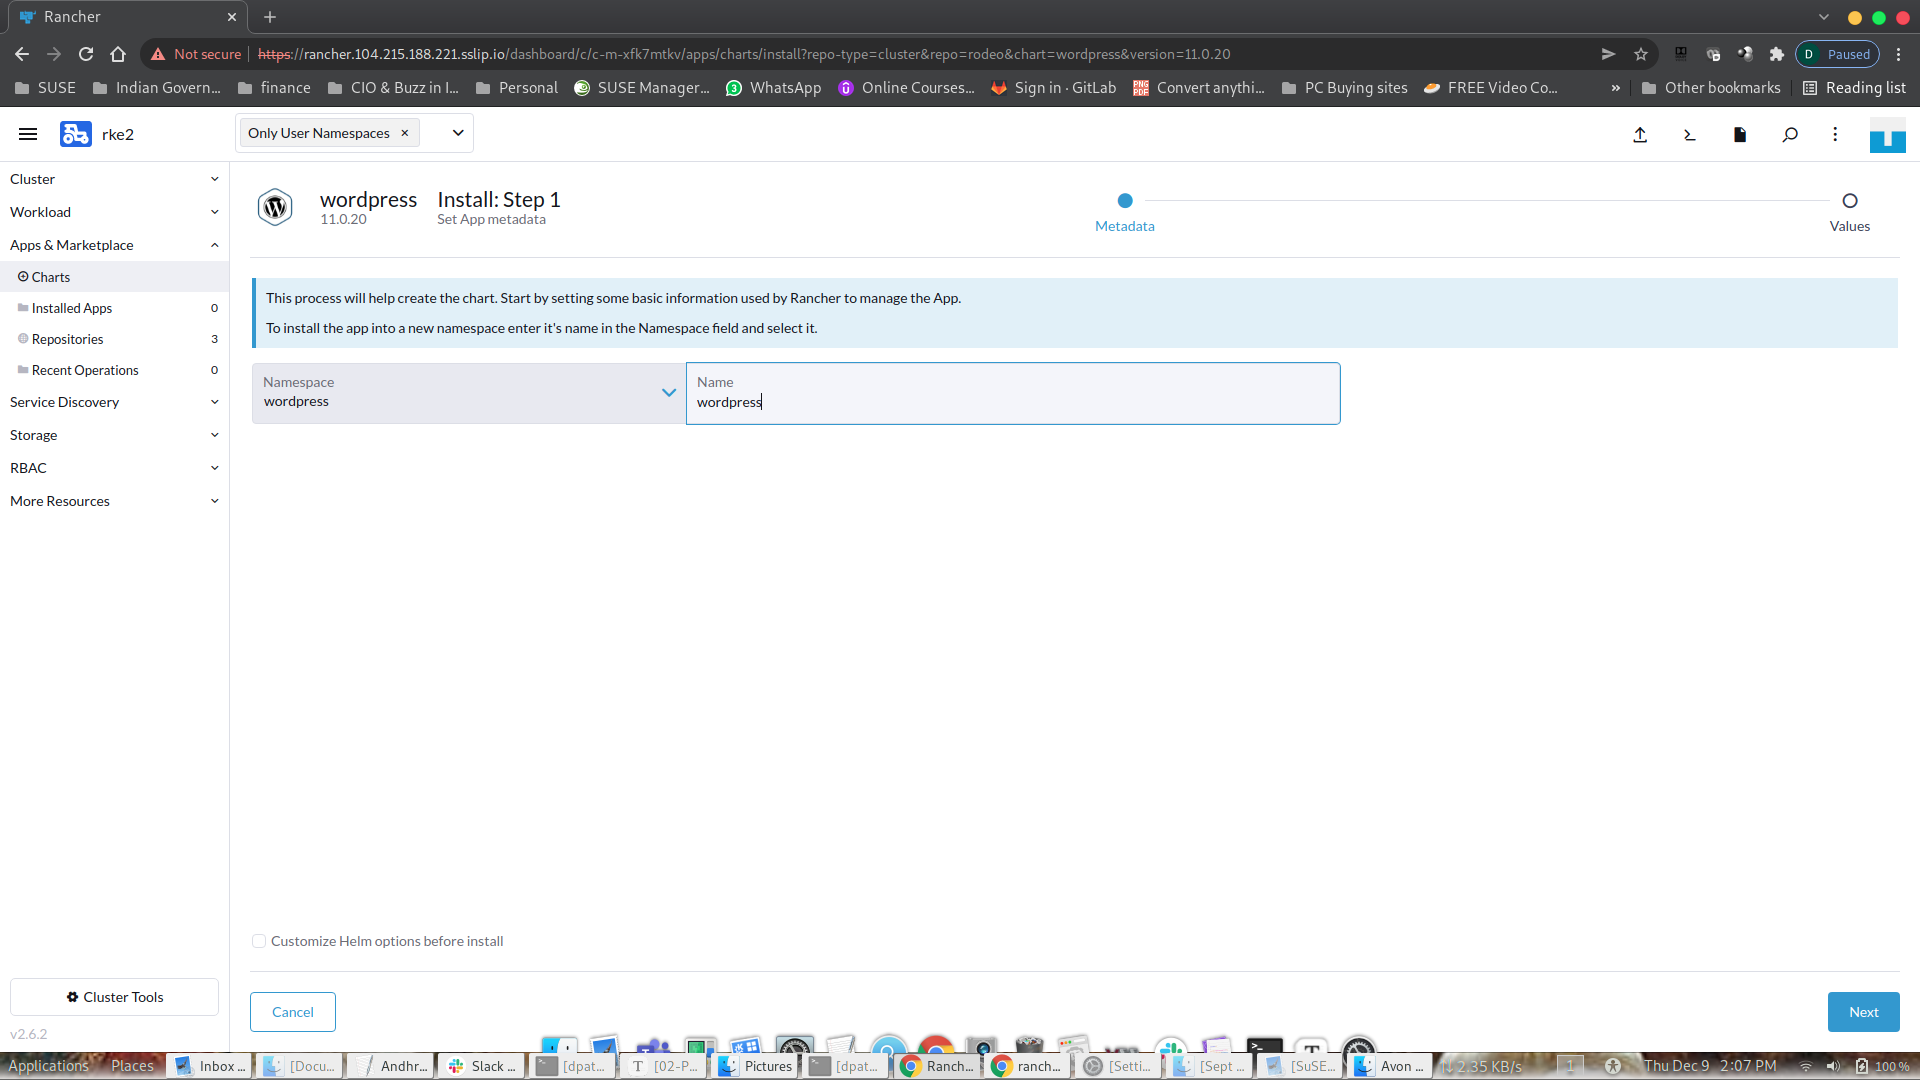 Rancher
Not secure
https://rancher.104.215.188.221.sslip.io/dashboard/c/c-m-xfk7mtkv/apps/charts/install?repo-type=cluster&repo=rodeo&chart=wordpress&version=11.0.20
D Paused
SUSE
Indian Govern...
finance
CIO & Buzz in I...
Personal
SUSE Manager...
WhatsApp
Online Courses...
Sign in · GitLab
Convert anythi...
PC Buying sites
FREE Video Co...
»
Other bookmarks
Reading list
rke2
Only User Namespaces
Cluster
Workload
Apps & Marketplace
Charts
Installed Apps 0
Repositories 3
Recent Operations 0
Service Discovery
Storage
RBAC
More Resources
Cluster Tools
v2.6.2
wordpress
11.0.20
Install: Step 1
Set App metadata
Metadata
Values
This process will help create the chart. Start by setting some basic information used by Rancher to manage the App.
To install the app into a new namespace enter it's name in the Namespace field and select it.
Namespace
wordpress
Name
wordpress
Customize Helm options before install
Cancel
Next
Applications
Places
Inbox ...
[Docu...
Andhr...
Slack ...
[dpat...
[02-P...
Pictures
[dpat...
Ranch...
ranch...
[Setti...
[Sept ...
[SuSE...
Avon ...
2.35 KB/s
1
Thu Dec 9 2:07 PM
100 %